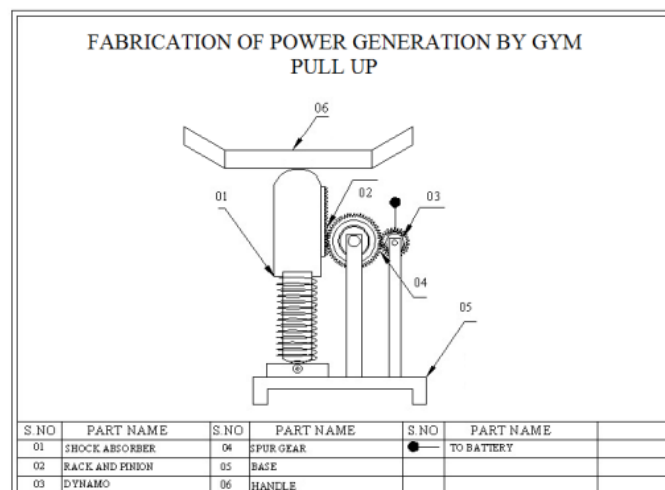 FABRICATION OF POWER GENERATION BY GYM
PULL UP
06
01
02
03
04
05
S.NO PART NAME S.NO PART NAME S.NO PART NAME
01 SHOCK ABSORBER 04 SPUR GEAR TO BATTERY
02 RACK AND PINION 05 BASE
03 DYNAMO 06 HANDLE